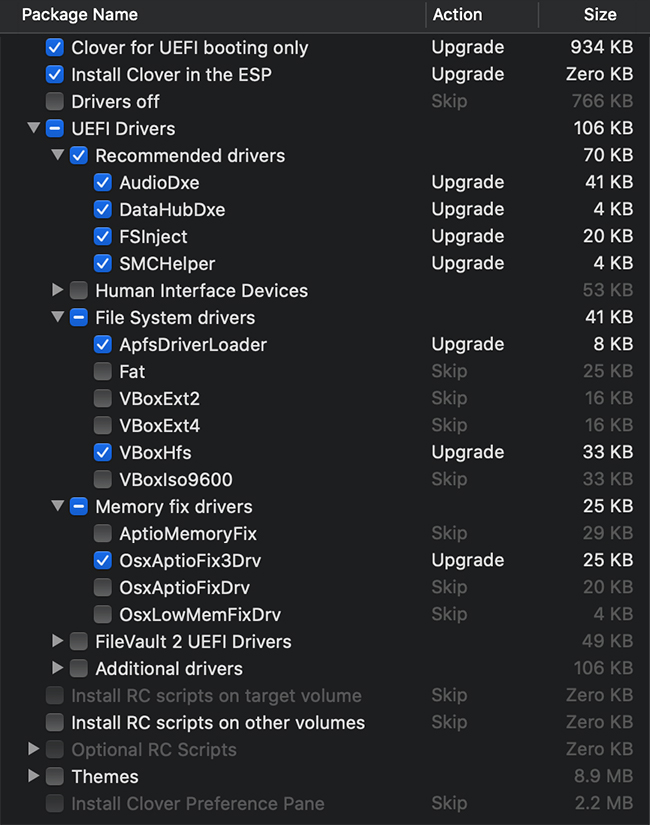 Package Name Action Size
Clover for UEFI booting only Upgrade 934 KB
Install Clover in the ESP Upgrade Zero KB
Drivers off Skip 766 KB
UEFI Drivers 106 KB
Recommended drivers 70 KB
AudioDxe Upgrade 41 KB
DataHubDxe Upgrade 4 KB
FSInject Upgrade 20 KB
SMCHelper Upgrade 4 KB
Human Interface Devices 53 KB
File System drivers 41 KB
ApfsDriverLoader Upgrade 8 KB
Fat Skip 25 KB
VBoxExt2 Skip 16 KB
VBoxExt4 Skip 16 KB
VBoxHfs Upgrade 33 KB
VBoxIso9600 Skip 33 KB
Memory fix drivers 25 KB
AptioMemoryFix Skip 29 KB
OsxAptioFix3Drv Upgrade 25 KB
OsxAptioFixDrv Skip 20 KB
OsxLowMemFixDrv Skip 4 KB
FileVault 2 UEFI Drivers 49 KB
Additional drivers 106 KB
Install RC scripts on target volume Skip Zero KB
Install RC scripts on other volumes Skip Zero KB
Optional RC Scripts Zero KB
Themes 8.9 MB
Install Clover Preference Pane Skip 2.2 MB